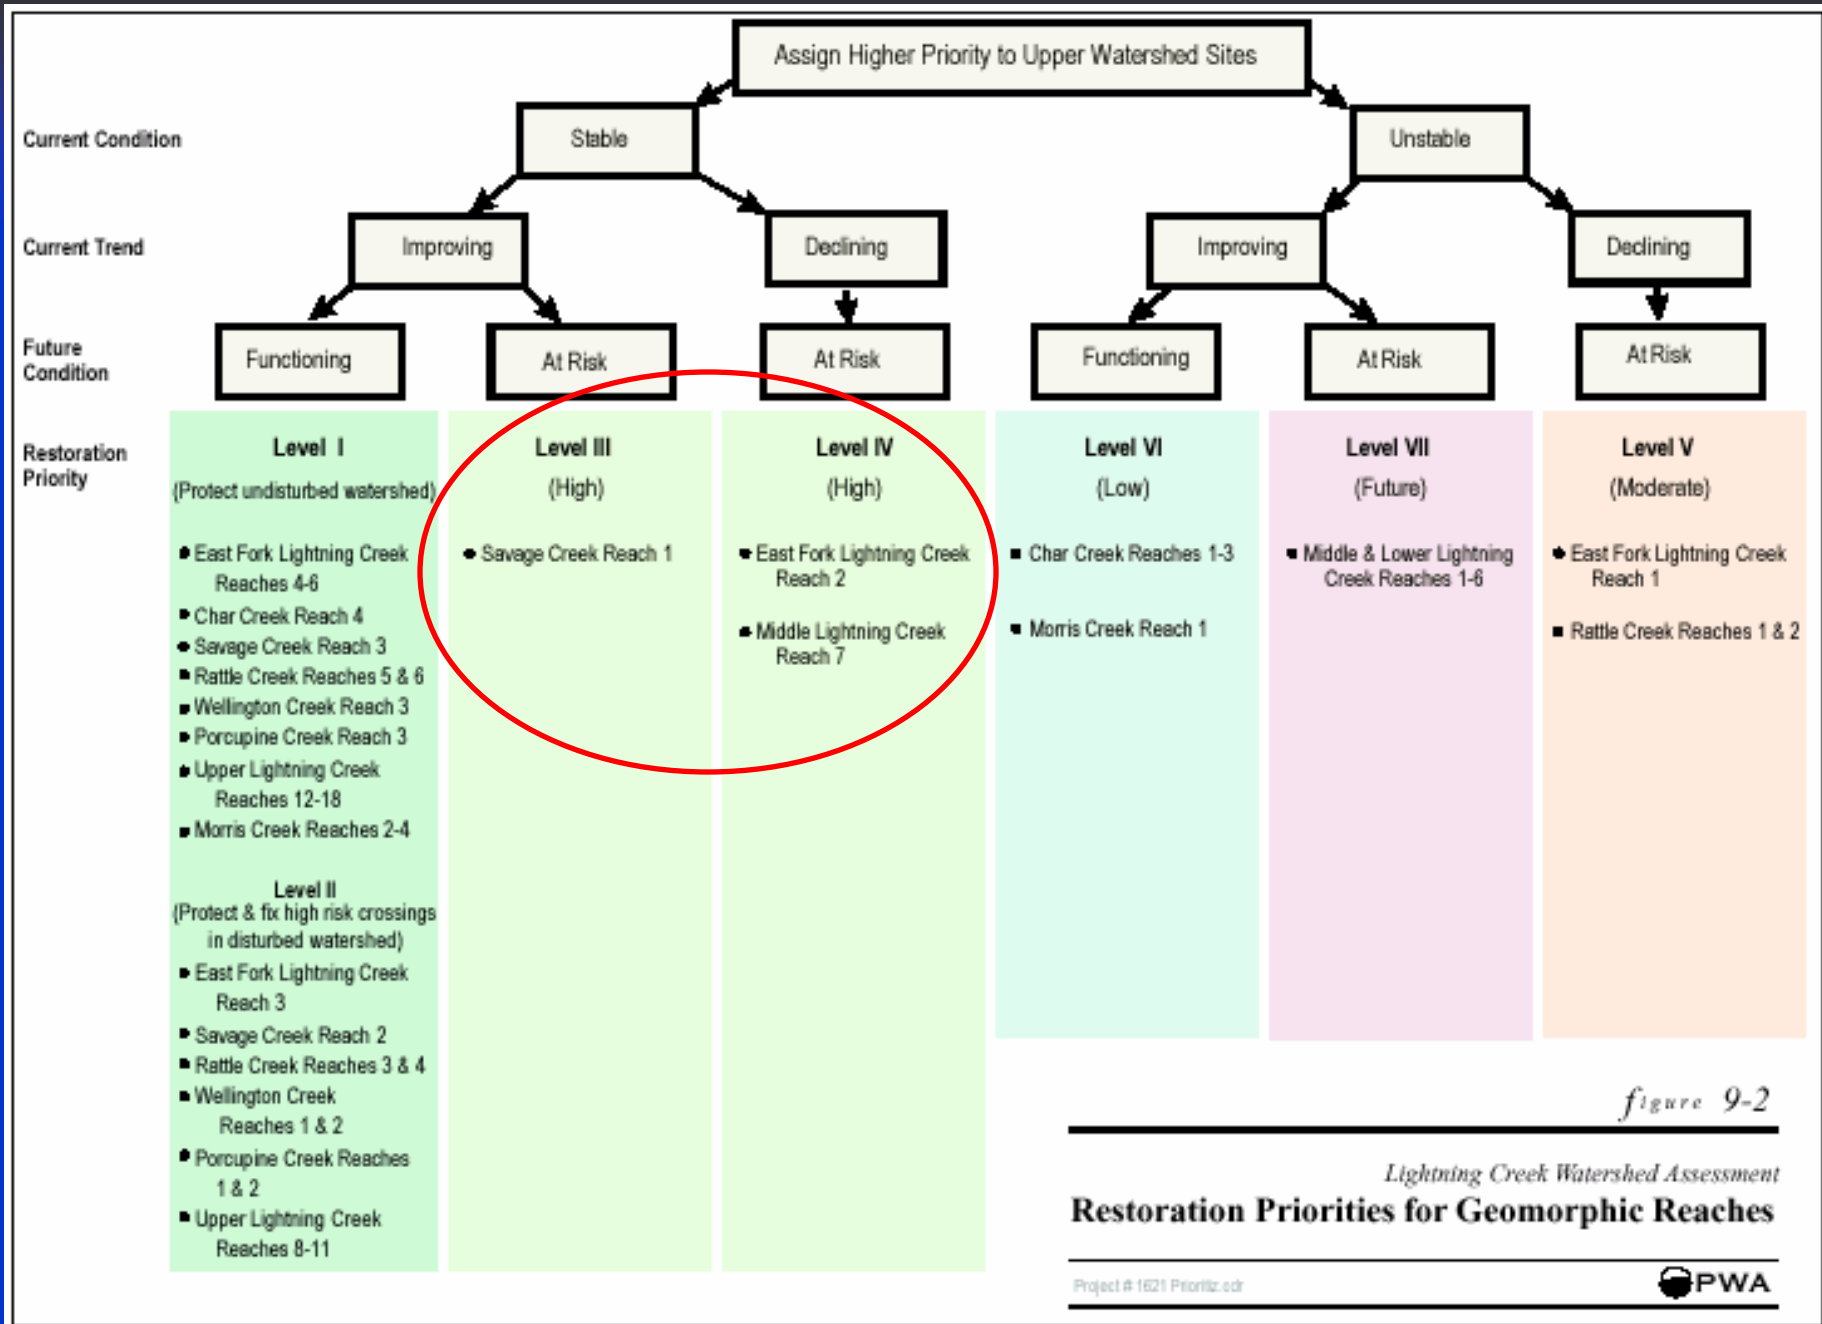 Assign Higher Priority to Upper Watershed Sites
Current Condition
Stable
Unstable
Current Trend
Improving
Declining
Improving
Declining
Future
Condition
Functioning
At Risk
At Risk
Functioning
At Risk
At Risk
Restoration
Priority
Level I
(Protect undisturbed watershed)
East Fork Lightning Creek
Reaches 4-6
Char Creek Reach 4
Savage Creek Reach 3
Rattle Creek Reaches 5 & 6
Wellington Creek Reach 3
Porcupine Creek Reach 3
Upper Lightning Creek
Reaches 12-18
Morris Creek Reaches 2-4
Level II
(Protect & fix high risk crossings
in disturbed watershed)
East Fork Lightning Creek
Reach 3
Savage Creek Reach 2
Rattle Creek Reaches 3 & 4
Wellington Creek
Reaches 1 & 2
Porcupine Creek Reaches
1 & 2
Upper Lightning Creek
Reaches 8-11
Level III
(High)
Savage Creek Reach 1
Level IV
(High)
East Fork Lightning Creek
Reach 2
Middle Lightning Creek
Reach 7
Level VI
(Low)
Char Creek Reaches 1-3
Morris Creek Reach 1
Level VII
(Future)
Middle & Lower Lightning
Creek Reaches 1-6
Level V
(Moderate)
East Fork Lightning Creek
Reach 1
Rattle Creek Reaches 1 & 2
figure 9-2
Lightning Creek Watershed Assessment
Restoration Priorities for Geomorphic Reaches
Project # 1621 Prioritiz.cdr
PWA